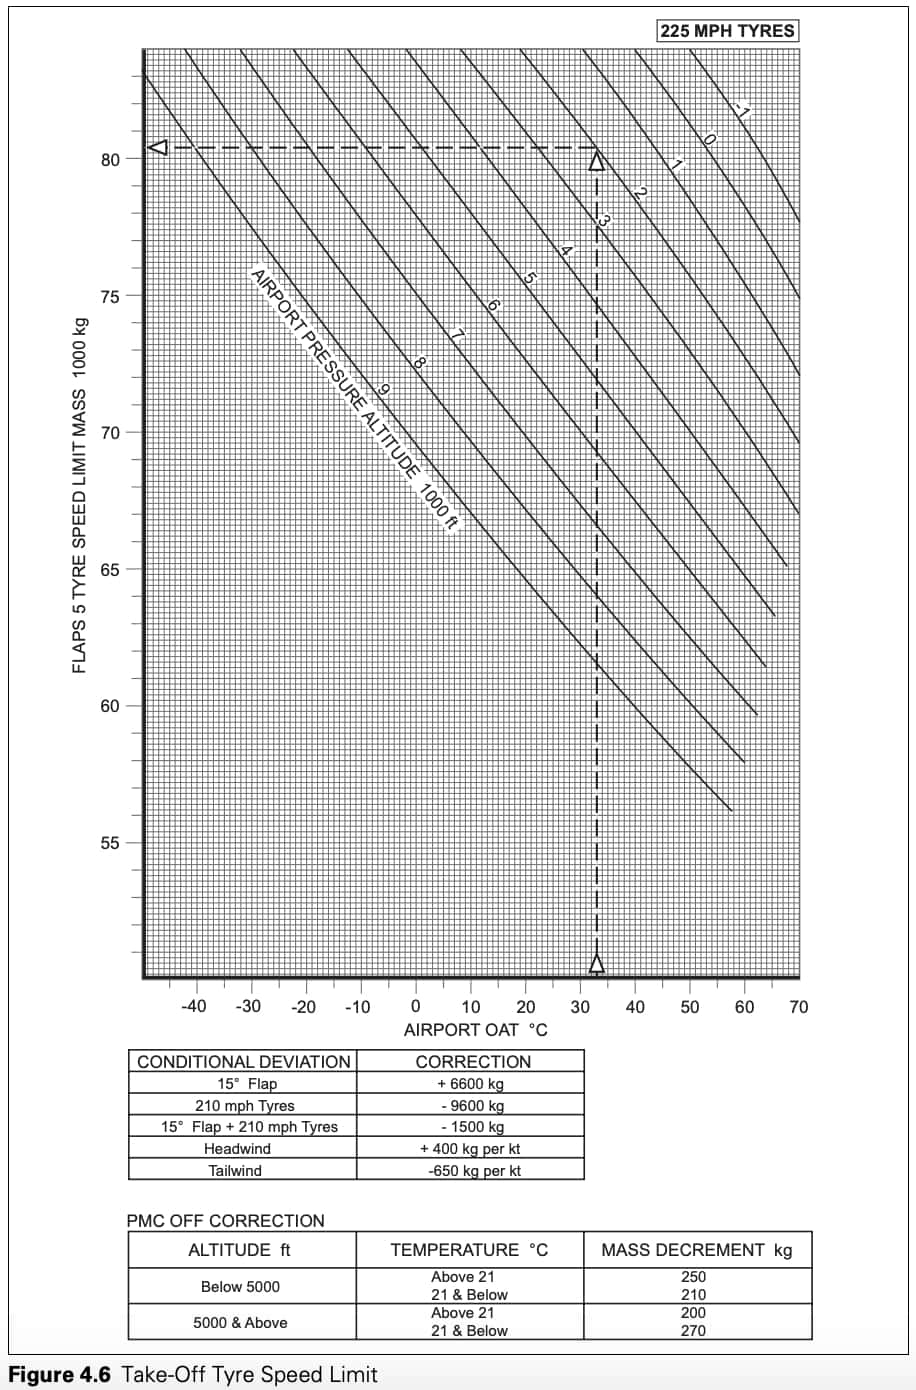 225 MPH TYRES
-1
0
1
2
3
4
5
6
7
8
9
AIRPORT PRESSURE ALTITUDE 1000 ft
FLAPS 5 TYRE SPEED LIMIT MASS 1000 kg
80
75
70
65
60
55
-40 -30 -20 -10 0 10 20 30 40 50 60 70
AIRPORT OAT °C
CONDITIONAL DEVIATION CORRECTION
15° Flap + 6600 kg
210 mph Tyres - 9600 kg
15° Flap + 210 mph Tyres - 1500 kg
Headwind + 400 kg per kt
Tailwind -650 kg per kt
PMC OFF CORRECTION
ALTITUDE ft TEMPERATURE °C MASS DECREMENT kg
Below 5000 Above 21 250
21 & Below 210
5000 & Above Above 21 200
21 & Below 270
Figure 4.6 Take-Off Tyre Speed Limit